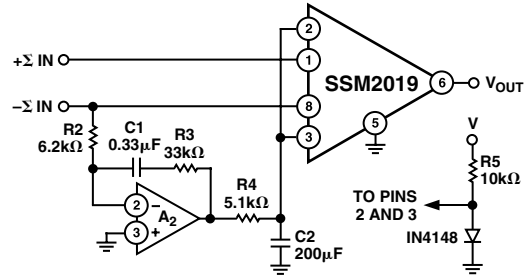 2
+Σ IN
1
SSM2019
6
VOUT
−Σ IN
8
5
V
R2
6.2kΩ
C1
0.33µF
R3
33kΩ
3
R5
10kΩ
R4
5.1kΩ
TO PINS
2 AND 3
2
−
A2
3
+
C2
200µF
IN4148